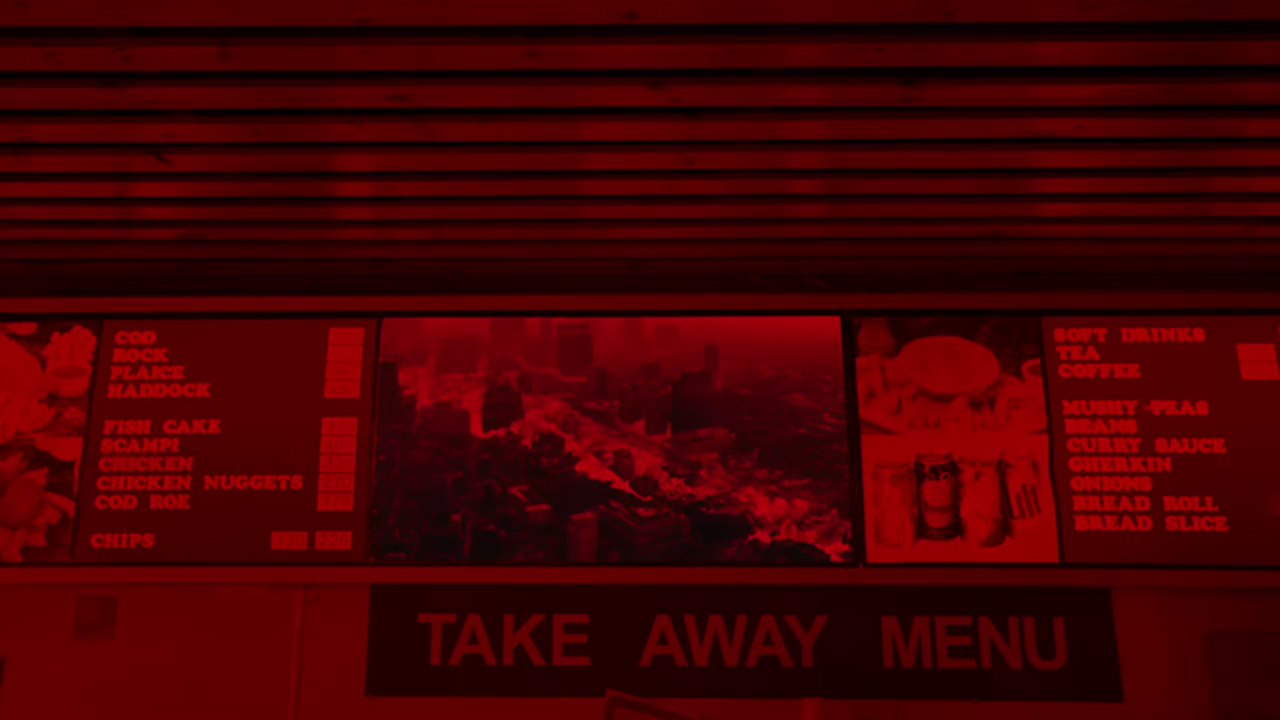 COD
ROCK
PLAICE
HADDOCK
FISH CAKE
SCAMPI
CHICKEN
CHICKEN NUGGETS
COD ROE
CHIPS
SOFT DRINKS
TEA
COFFEE
MUSHY PEAS
BEANS
CURRY SAUCE
GHERKIN
ONIONS
BREAD ROLL
BREAD SLICE
TAKE AWAY MENU